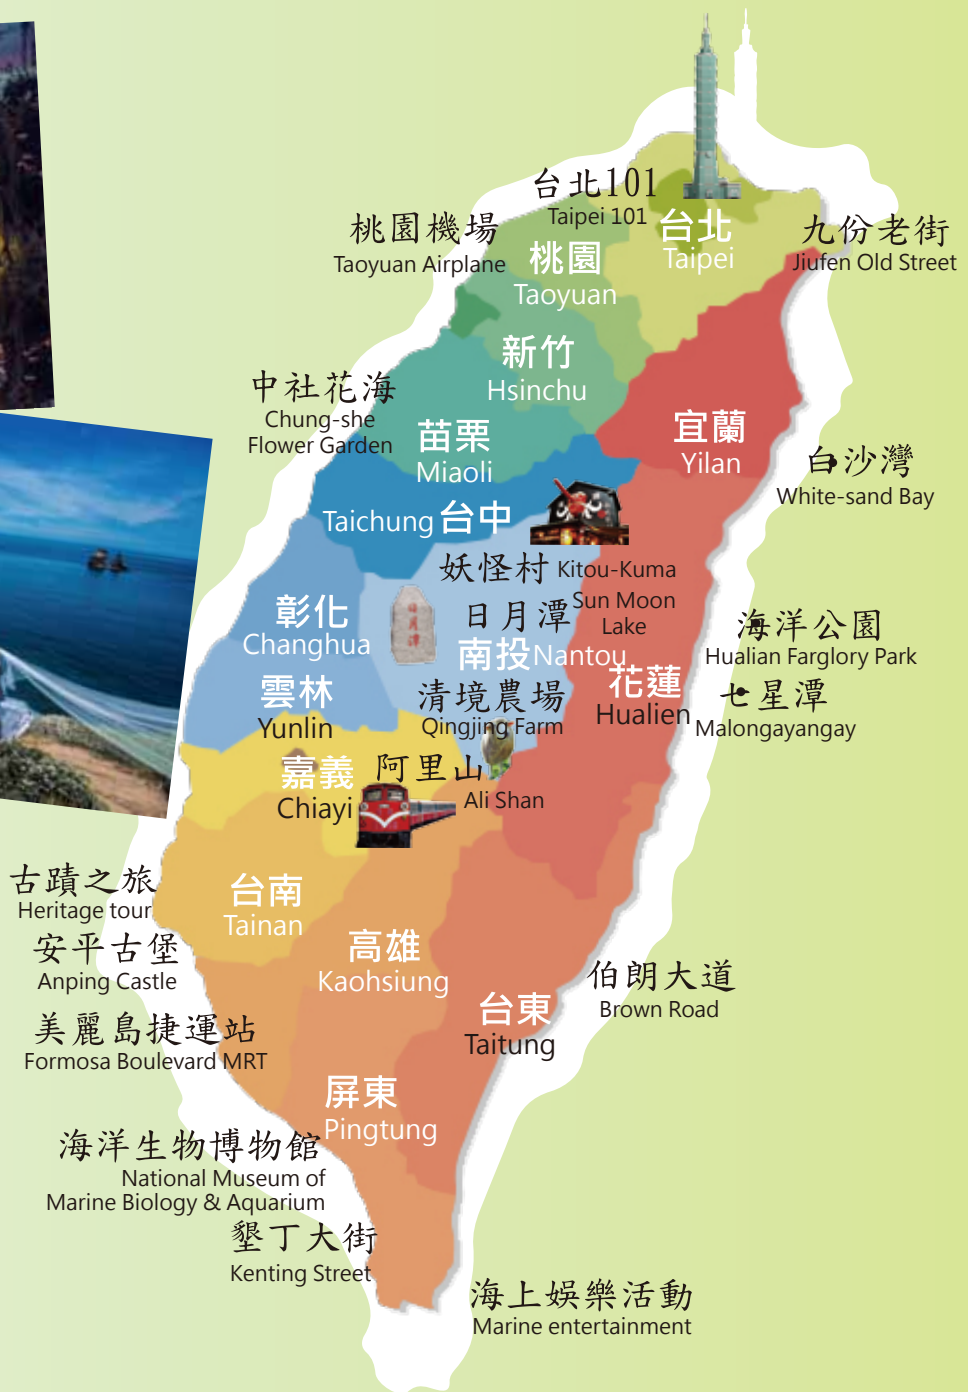 台北101
Taipei 101
台北
Taipei
桃園機場
Taoyuan Airplane
桃園
Taoyuan
九份老街
Jiufen Old Street
新竹
Hsinchu
中社花海
Chung-she
Flower Garden
苗栗
Miaoli
宜蘭
Yilan
白沙灣
White-sand Bay
Taichung 台中
妖怪村 Kitou-Kuma
日月潭 Sun Moon
Lake
日月潭
彰化
Changhua
南投 Nantou
海洋公園
Hualian Farglory Park
雲林
Yunlin
清境農場
Qingjing Farm
花蓮
Hualien
七星潭
Malongayangay
嘉義
Chiayi
阿里山
Ali Shan
古蹟之旅
Heritage tour
台南
Tainan
安平古堡
Anping Castle
高雄
Kaohsiung
伯朗大道
Brown Road
台東
Taitung
美麗島捷運站
Formosa Boulevard MRT
屏東
Pingtung
海洋生物博物館
National Museum of
Marine Biology & Aquarium
墾丁大街
Kenting Street
海上娛樂活動
Marine entertainment